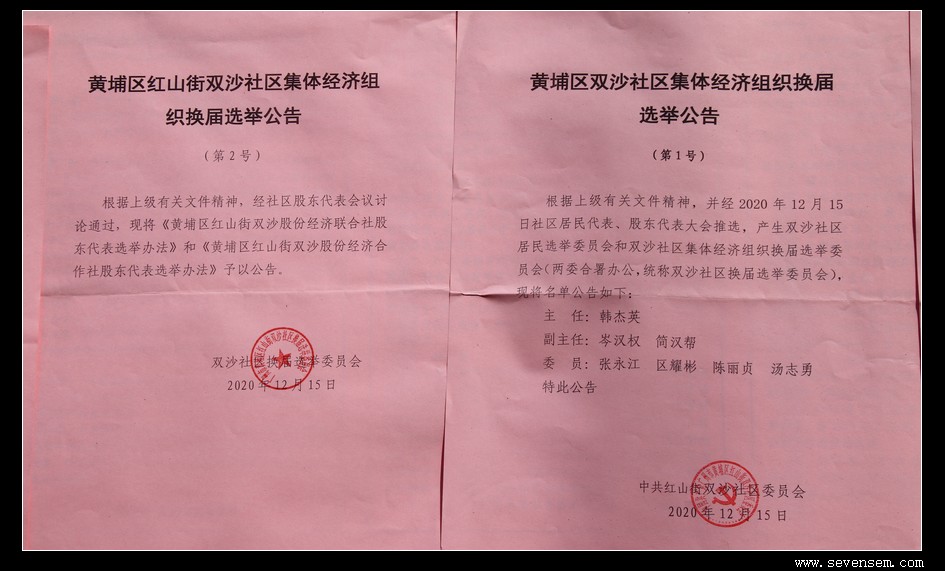 黄埔区红山街双沙社区集体经济组
织换届选举公告
（第2号）
根据上级有关文件精神，经社区股东代表会议讨
论通过，现将《黄埔区红山街双沙股份经济联合社股
东代表选举办法》和《黄埔区红山街双沙股份经济合
作社股东代表选举办法》予以公告。
双沙社区换届选举委员会
2020年12月15日
黄埔区双沙社区集体经济组织换届
选举公告
（第1号）
根据上级有关文件精神，并经2020年12月15
日社区居民代表、股东代表大会推选，产生双沙社区
居民选举委员会和双沙社区集体经济组织换届选举委
员会（两委合署办公，统称双沙社区换届选举委员会），
现将名单公告如下：
主 任：韩杰英
副主任：岑汉权 简汉帮
委 员：张永江 区耀彬 陈丽贞 汤志勇
特此公告
中共红山街双沙社区委员会
2020年12月15日
www.sevensem.com